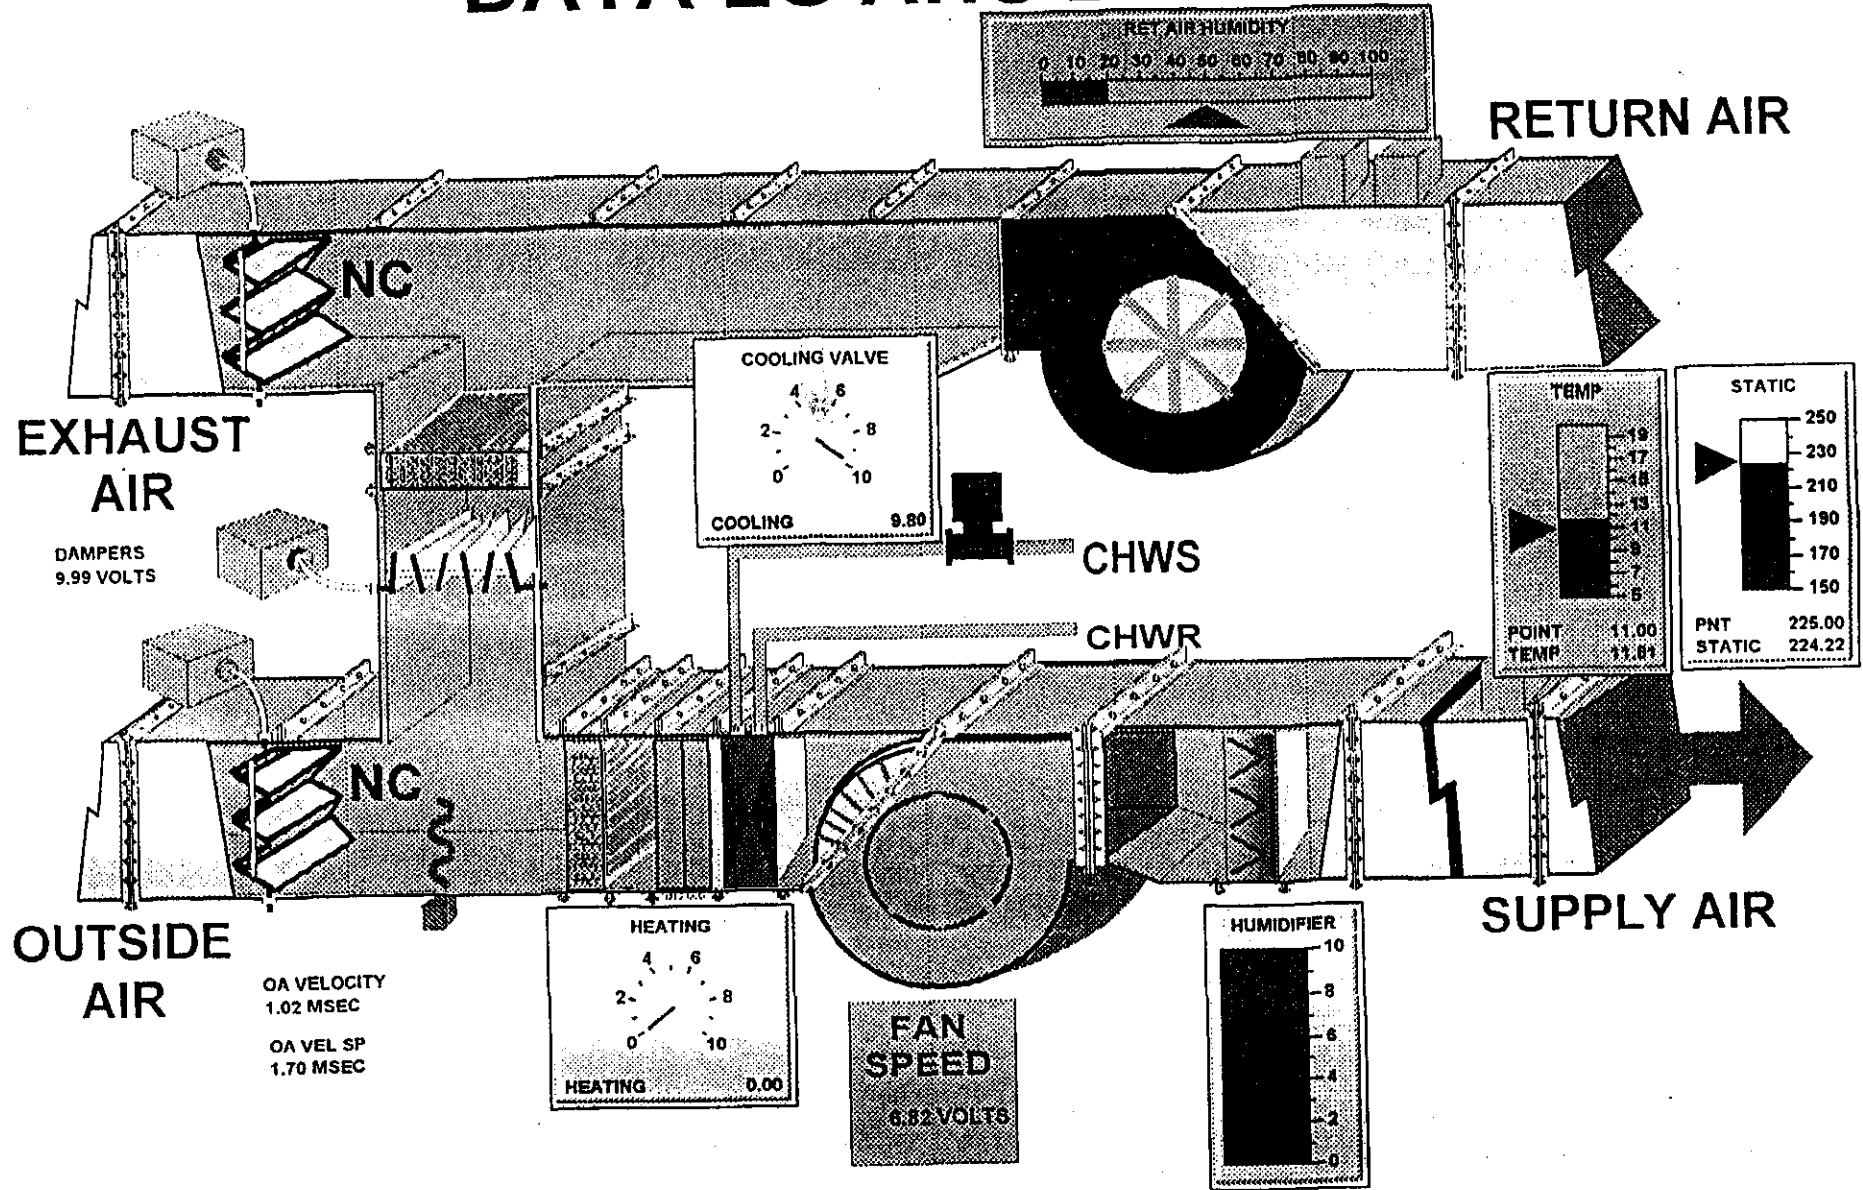 RET AIR HUMIDITY
0 10 20 30 40 50 60 70 80 90 100
RETURN AIR
NC
EXHAUST
AIR
DAMPERS
9.99 VOLTS
COOLING VALVE
4 6
2 8
0 10
COOLING 9.80
CHWS
CHWR
TEMP
19
17
15
13
11
9
7
5
POINT 11.00
TEMP
STATIC
250
230
210
190
170
150
PNT 225.00
STATIC 224.22
NC
OUTSIDE
AIR
OA VELOCITY
1.02 MSEC
OA VEL SP
1.70 MSEC
HEATING
4 6
2 8
0 10
HEATING 0.00
FAN
SPEED
6.82 VOLTS
HUMIDIFIER
10
8
6
4
2
0
SUPPLY AIR